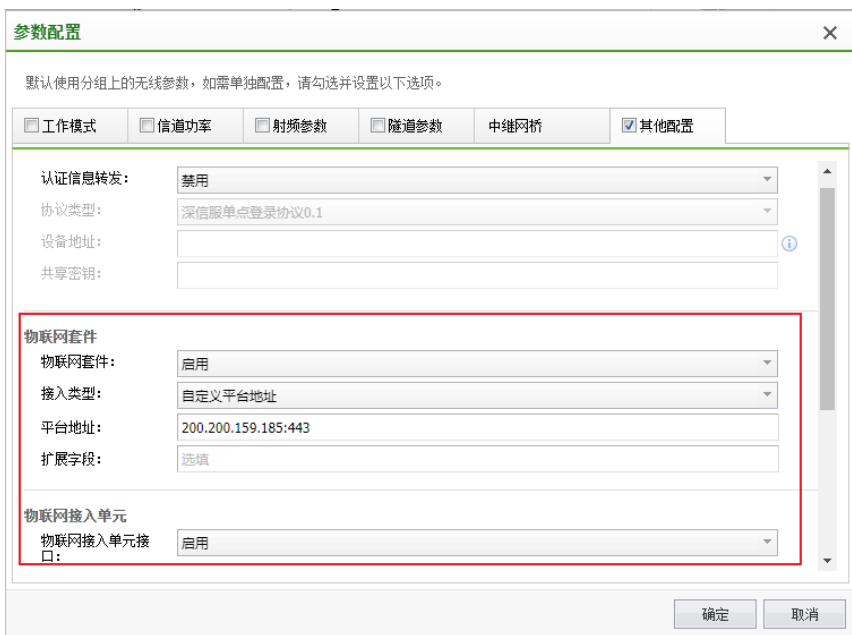 参数配置
默认使用分组上的无线参数，如需单独配置，请勾选并设置以下选项。
工作模式 信道功率 射频参数 隧道参数 中继网桥 其他配置
认证信息转发： 禁用
协议类型： 深信服单点登录协议0.1
设备地址：
共享密钥：
物联网套件
物联网套件： 启用
接入类型： 自定义平台地址
平台地址： 200.200.159.185:443
扩展字段： 选填
物联网接入单元
物联网接入单元接
口： 启用
确定 取消